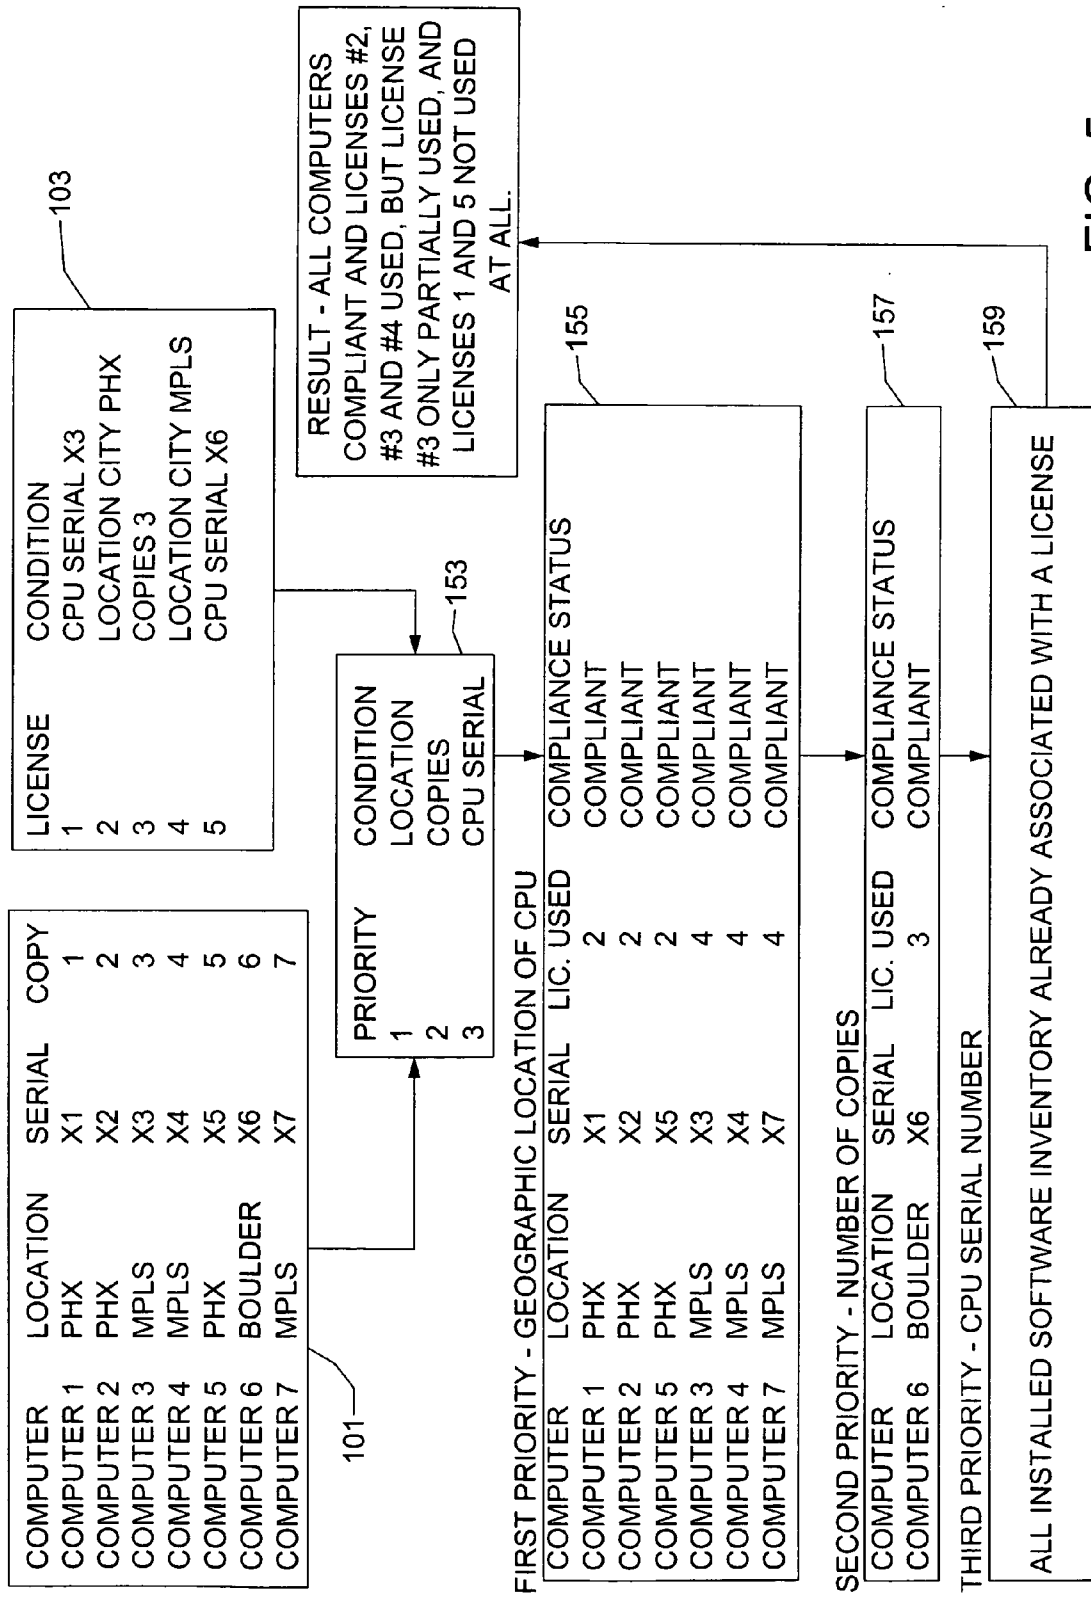 COMPUTER LOCATION SERIAL COPY
COMPUTER 1 PHX X1 1
COMPUTER 2 PHX X2 2
COMPUTER 3 MPLS X3 3
COMPUTER 4 MPLS X4 4
COMPUTER 5 PHX X5 5
COMPUTER 6 BOULDER X6 6
COMPUTER 7 MPLS X7 7
101
LICENSE CONDITION
1 CPU SERIAL X3
2 LOCATION CITY PHX
3 COPIES 3
4 LOCATION CITY MPLS
5 CPU SERIAL X6
103
PRIORITY CONDITION
1 LOCATION
2 COPIES
3 CPU SERIAL
153
RESULT - ALL COMPUTERS
COMPLIANT AND LICENSES #2,
#3 AND #4 USED, BUT LICENSE
#3 ONLY PARTIALLY USED, AND
LICENSES 1 AND 5 NOT USED
AT ALL.
FIRST PRIORITY - GEOGRAPHIC LOCATION OF CPU
COMPUTER LOCATION SERIAL LIC. USED COMPLIANCE STATUS
COMPUTER 1 PHX X1 2 COMPLIANT
COMPUTER 2 PHX X2 2 COMPLIANT
COMPUTER 5 PHX X5 2 COMPLIANT
COMPUTER 3 MPLS X3 4 COMPLIANT
COMPUTER 4 MPLS X4 4 COMPLIANT
COMPUTER 7 MPLS X7 4 COMPLIANT
155
SECOND PRIORITY - NUMBER OF COPIES
COMPUTER LOCATION SERIAL LIC. USED COMPLIANCE STATUS
COMPUTER 6 BOULDER X6 3 COMPLIANT
157
THIRD PRIORITY - CPU SERIAL NUMBER
ALL INSTALLED SOFTWARE INVENTORY ALREADY ASSOCIATED WITH A LICENSE
159